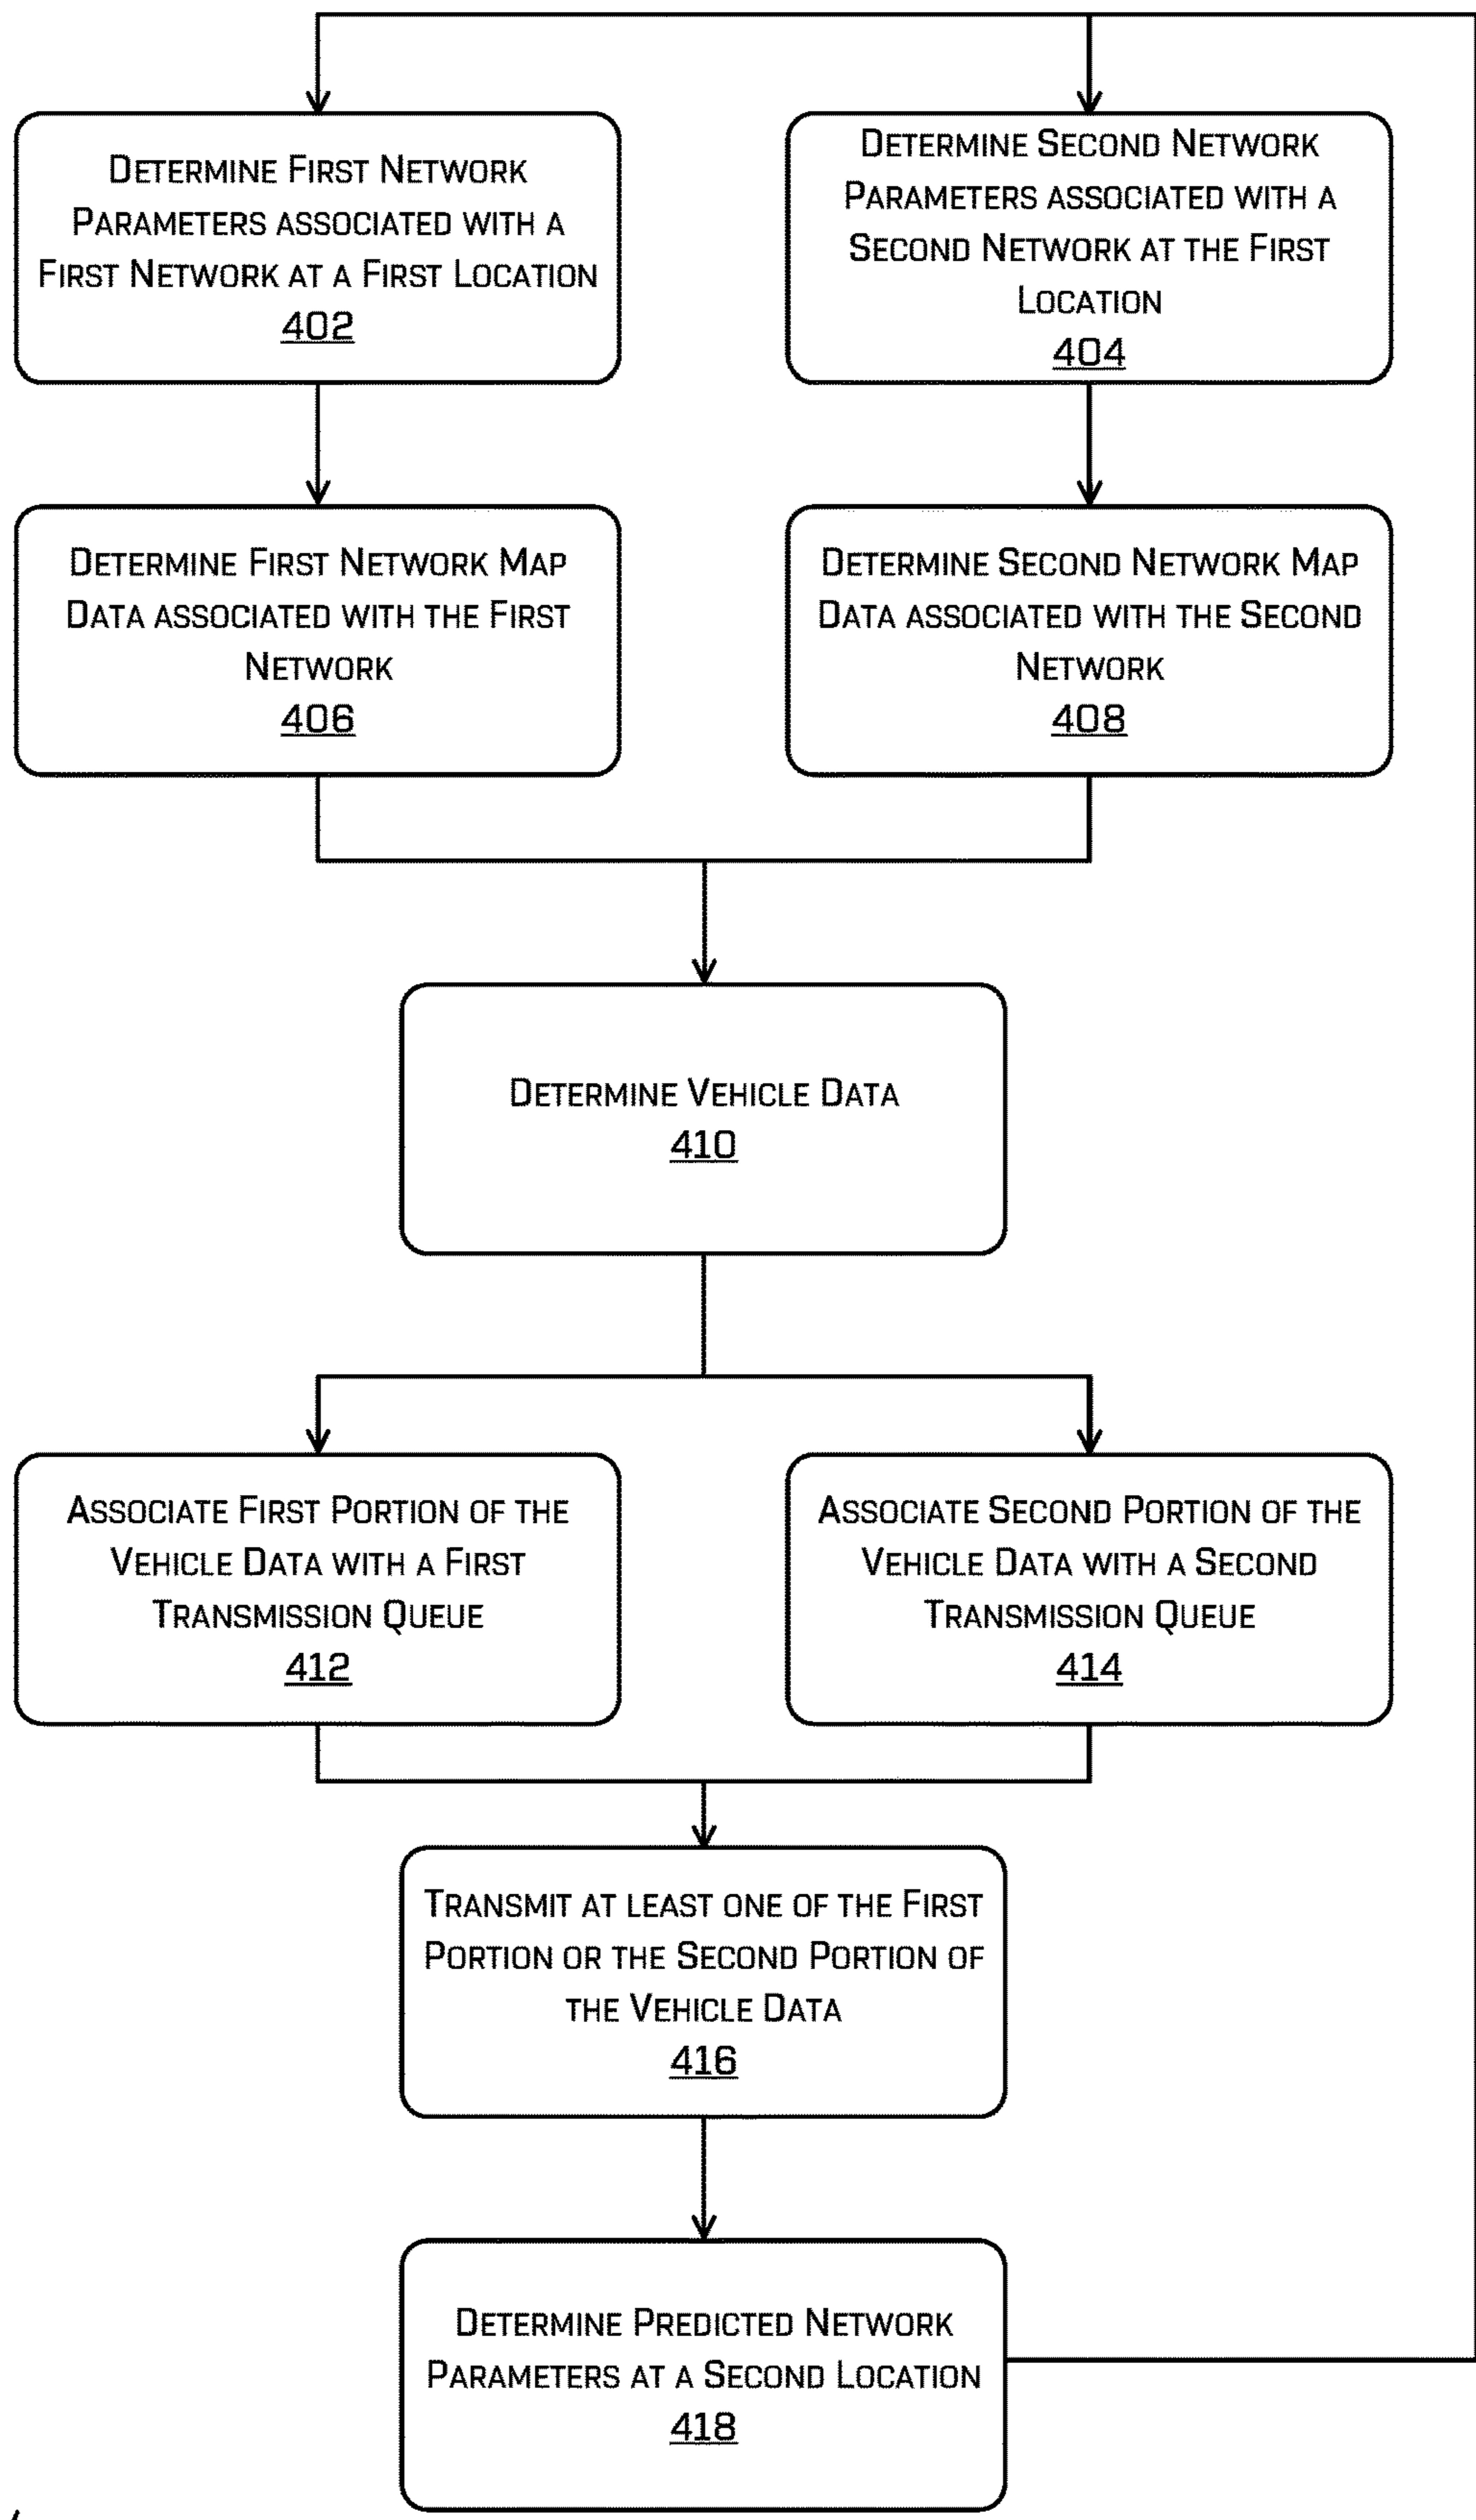 DETERMINE FIRST NETWORK
PARAMETERS ASSOCIATED WITH A
FIRST NETWORK AT A FIRST LOCATION
402
DETERMINE SECOND NETWORK
PARAMETERS ASSOCIATED WITH A
SECOND NETWORK AT THE FIRST
LOCATION
404
DETERMINE FIRST NETWORK MAP
DATA ASSOCIATED WITH THE FIRST
NETWORK
406
DETERMINE SECOND NETWORK MAP
DATA ASSOCIATED WITH THE SECOND
NETWORK
408
DETERMINE VEHICLE DATA
410
ASSOCIATE FIRST PORTION OF THE
VEHICLE DATA WITH A FIRST
TRANSMISSION QUEUE
412
ASSOCIATE SECOND PORTION OF THE
VEHICLE DATA WITH A SECOND
TRANSMISSION QUEUE
414
TRANSMIT AT LEAST ONE OF THE FIRST
PORTION OR THE SECOND PORTION OF
THE VEHICLE DATA
416
DETERMINE PREDICTED NETWORK
PARAMETERS AT A SECOND LOCATION
418